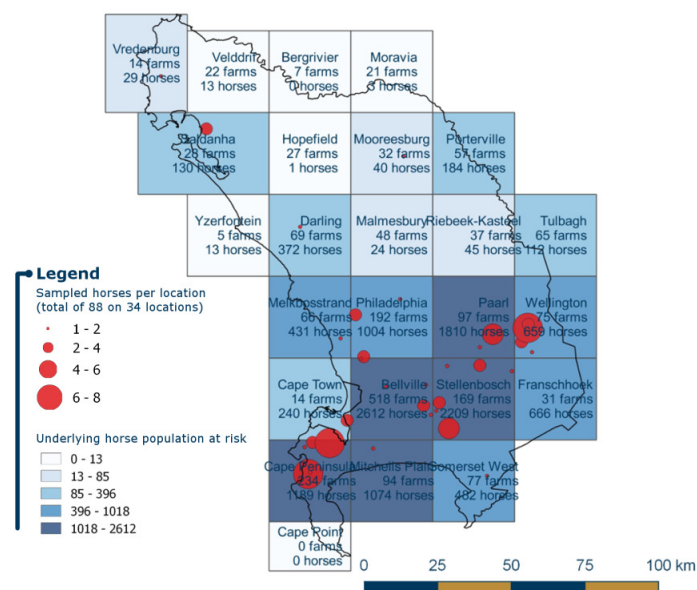 Vredenburg
14 farms
29 horses
Velddrif
22 farms
13 horses
Bergrivier
7 farms
0 horses
Moravia
21 farms
3 horses
Saldanha
28 farms
130 horses
Hopefield
27 farms
1 horses
Mooreesburg
32 farms
40 horses
Porterville
57 farms
184 horses
Yzerfontein
5 farms
13 horses
Darling
69 farms
372 horses
Malmesbury
48 farms
24 horses
Riebeek-Kasteel
37 farms
45 horses
Tulbagh
65 farms
112 horses
Melkbosstrand
66 farms
431 horses
Philadelphia
192 farms
1004 horses
Paarl
97 farms
1810 horses
Wellington
75 farms
659 horses
Cape Town
14 farms
240 horses
Bellville
518 farms
2612 horses
Stellenbosch
169 farms
2209 horses
Franschhoek
31 farms
666 horses
Cape Peninsula
234 farms
1189 horses
Mitchells Plain
94 farms
1074 horses
Somerset West
77 farms
482 horses
Cape Point
0 farms
0 horses
Legend
Sampled horses per location
(total of 88 on 34 locations)
1 - 2
2 - 4
4 - 6
6 - 8
Underlying horse population at risk
0 - 13
13 - 85
85 - 396
396 - 1018
1018 - 2612
0 25 50 75 100 km